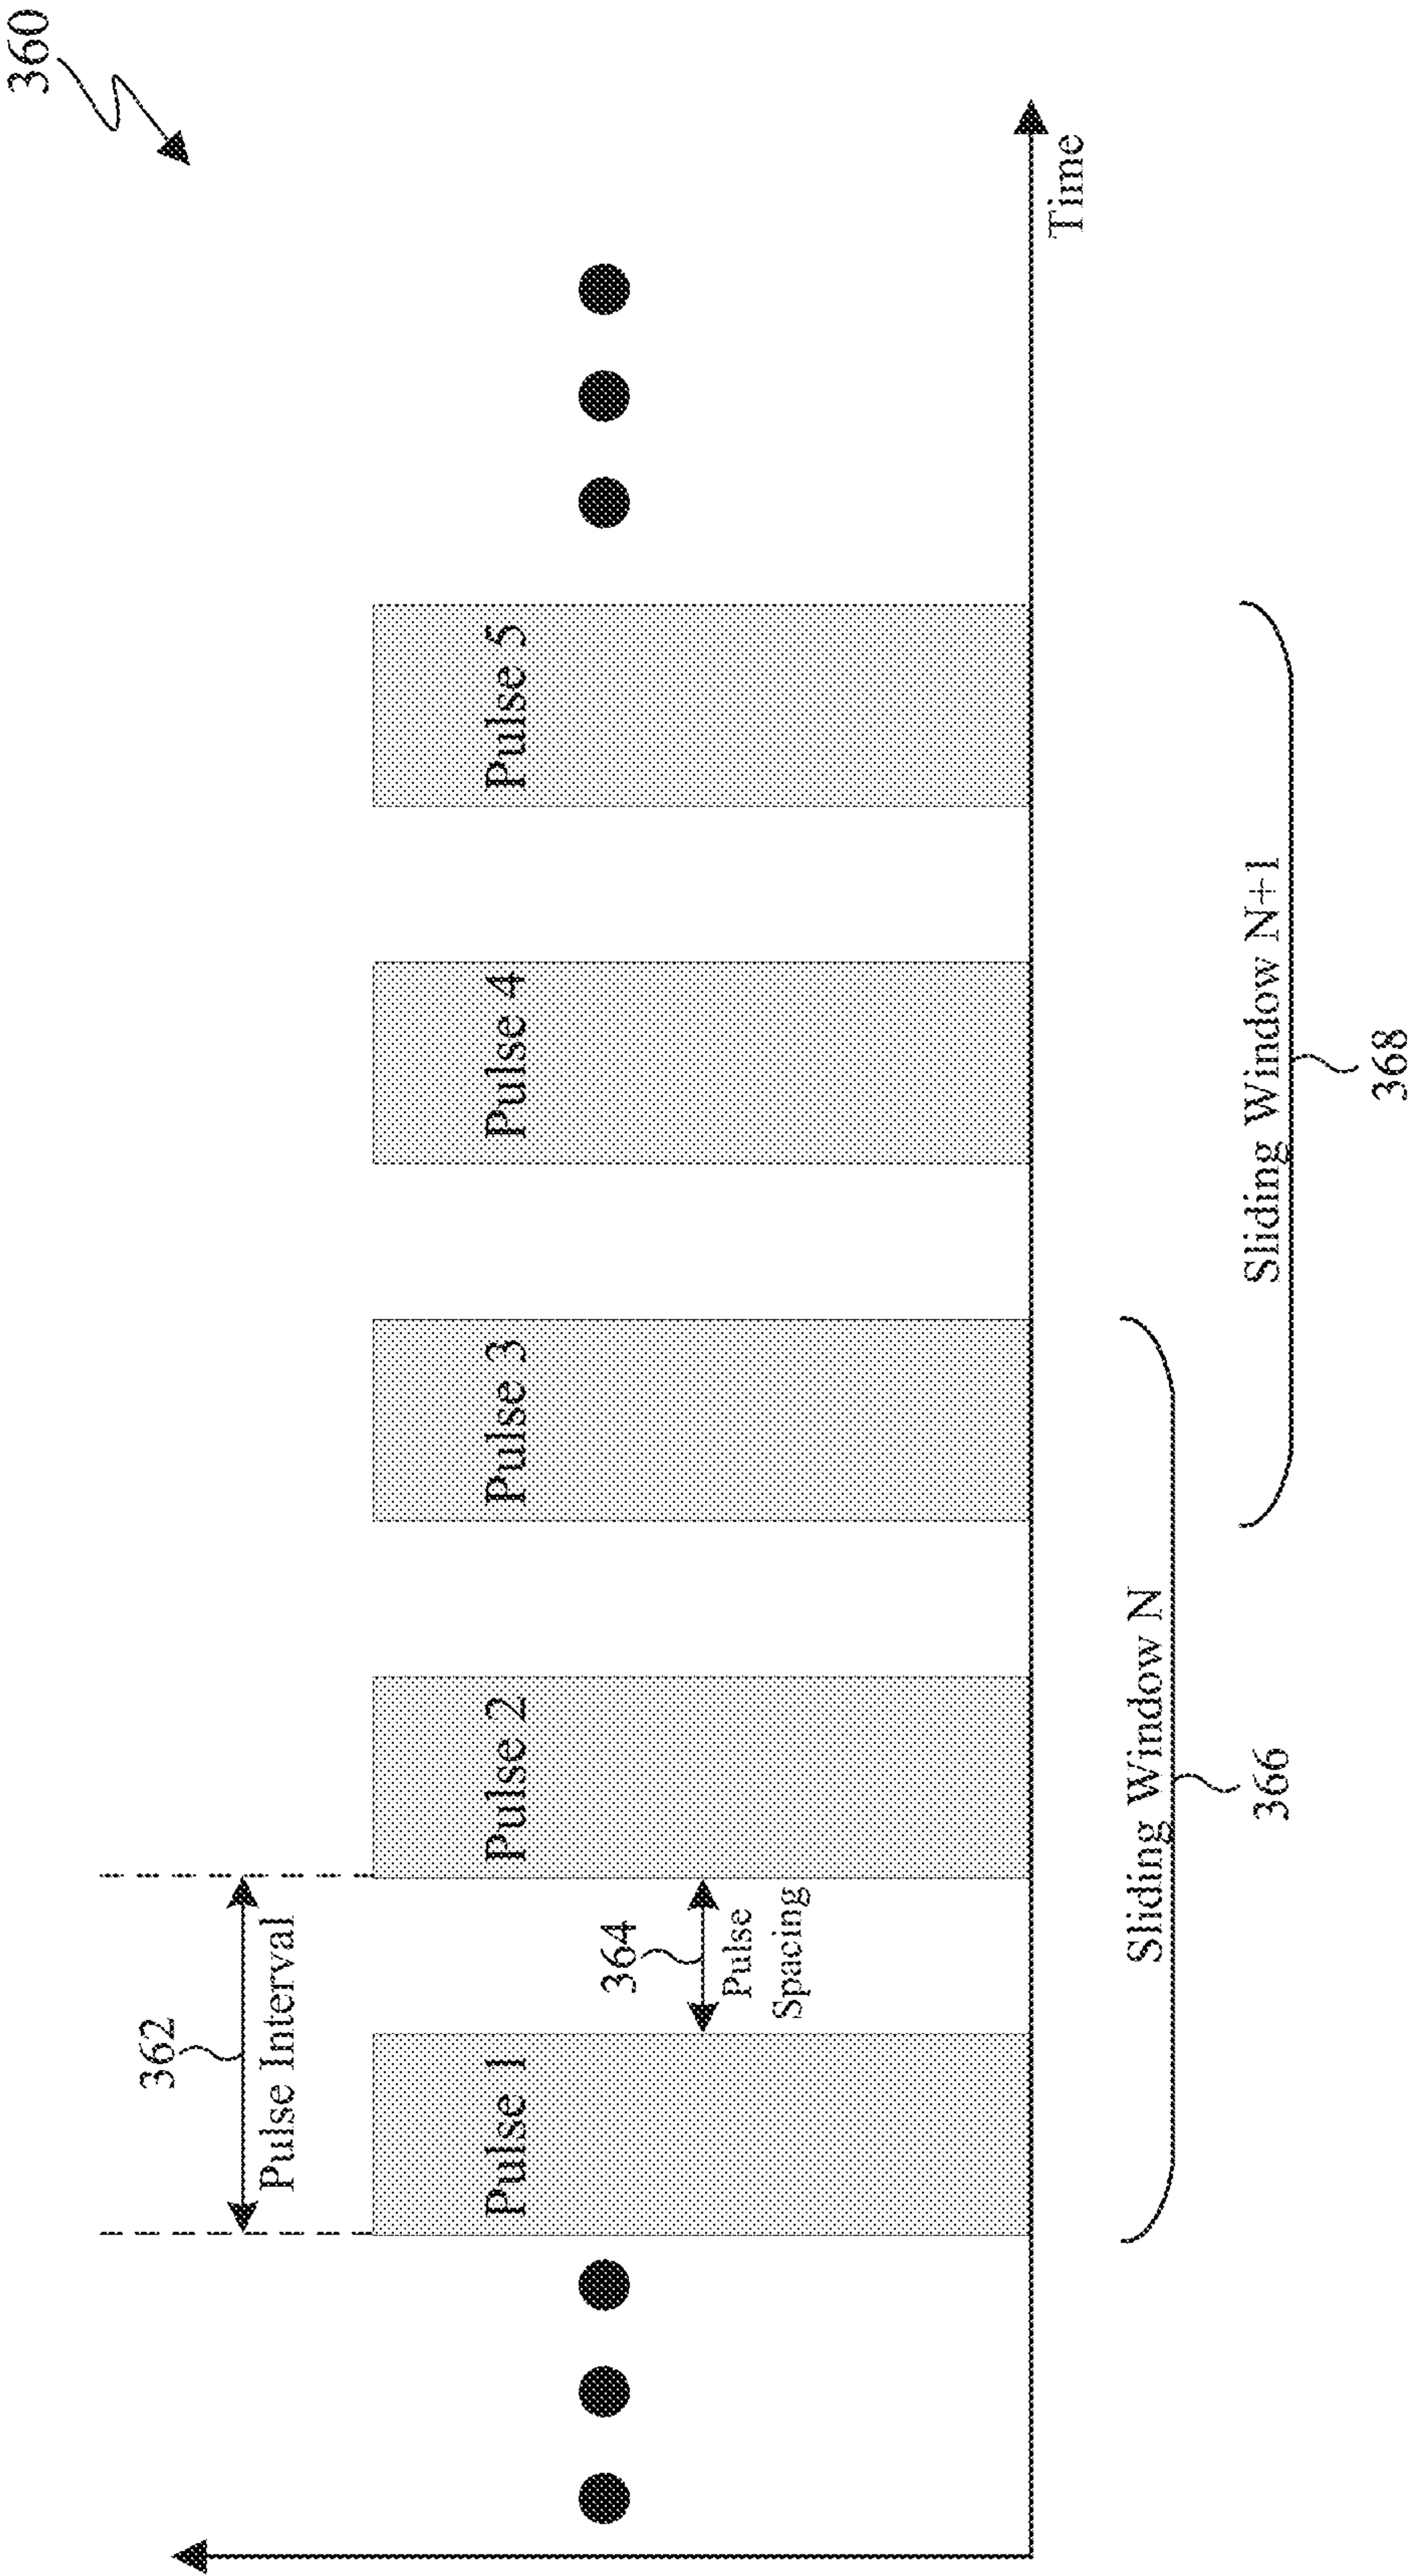 360
362
Pulse Interval
Pulse 1
Pulse 2
Pulse 3
Pulse 4
Pulse 5
364
Pulse
Spacing
Time
Sliding Window N
366
Sliding Window N+1
368